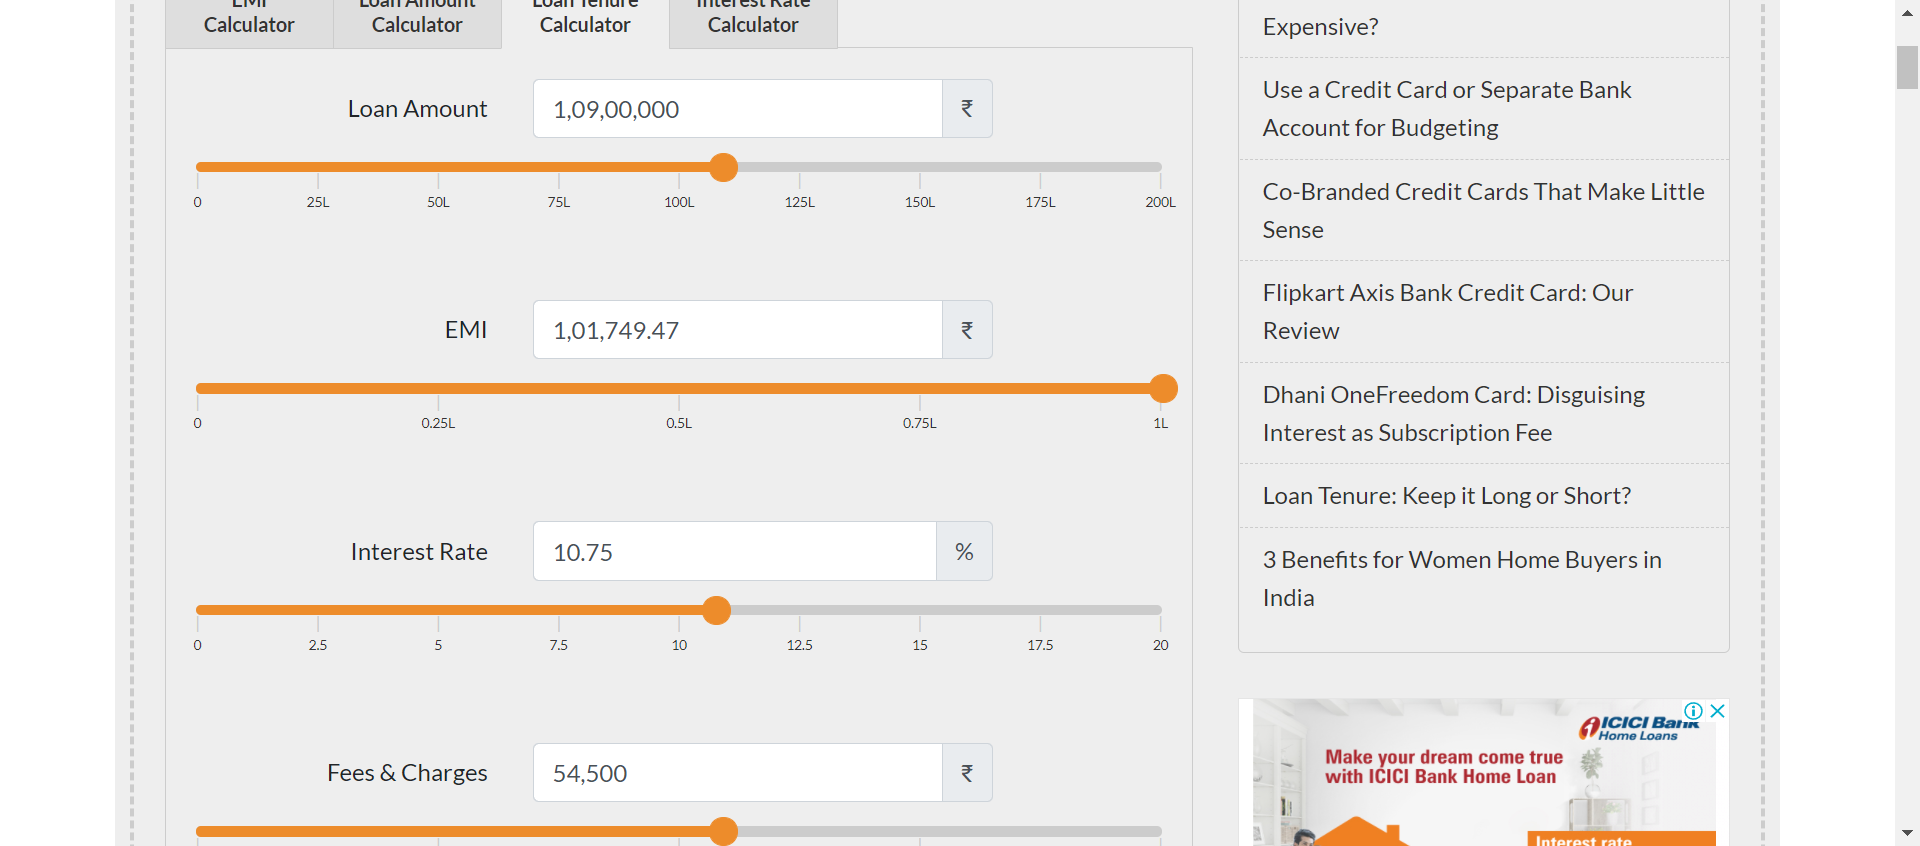 EMI
Calculator
Loan Amount
Calculator
Loan Tenure
Calculator
Interest Rate
Calculator
Loan Amount
1,09,00,000
₹
0
25L
50L
75L
100L
125L
150L
175L
200L
EMI
1,01,749.47
₹
0
0.25L
0.5L
0.75L
1L
Interest Rate
10.75
%
0
2.5
5
7.5
10
12.5
15
17.5
20
Fees & Charges
54,500
₹
Expensive?
Use a Credit Card or Separate Bank
Account for Budgeting
Co-Branded Credit Cards That Make Little
Sense
Flipkart Axis Bank Credit Card: Our
Review
Dhani OneFreedom Card: Disguising
Interest as Subscription Fee
Loan Tenure: Keep it Long or Short?
3 Benefits for Women Home Buyers in
India
ICICI Bank
Home Loans
Make your dream come true
with ICICI Bank Home Loan
Interest rate